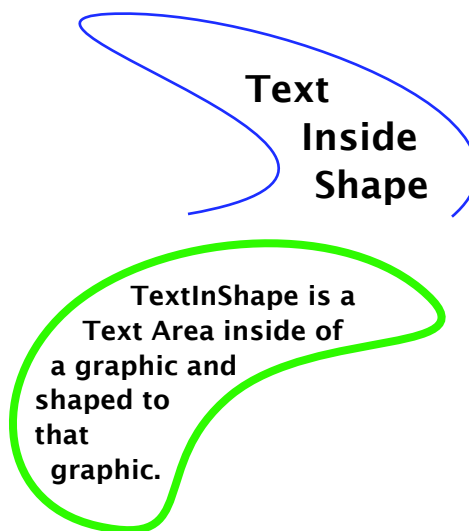 Text
Inside
Shape
TextInShape is a
Text Area inside of
a graphic and
shaped to
that
graphic.